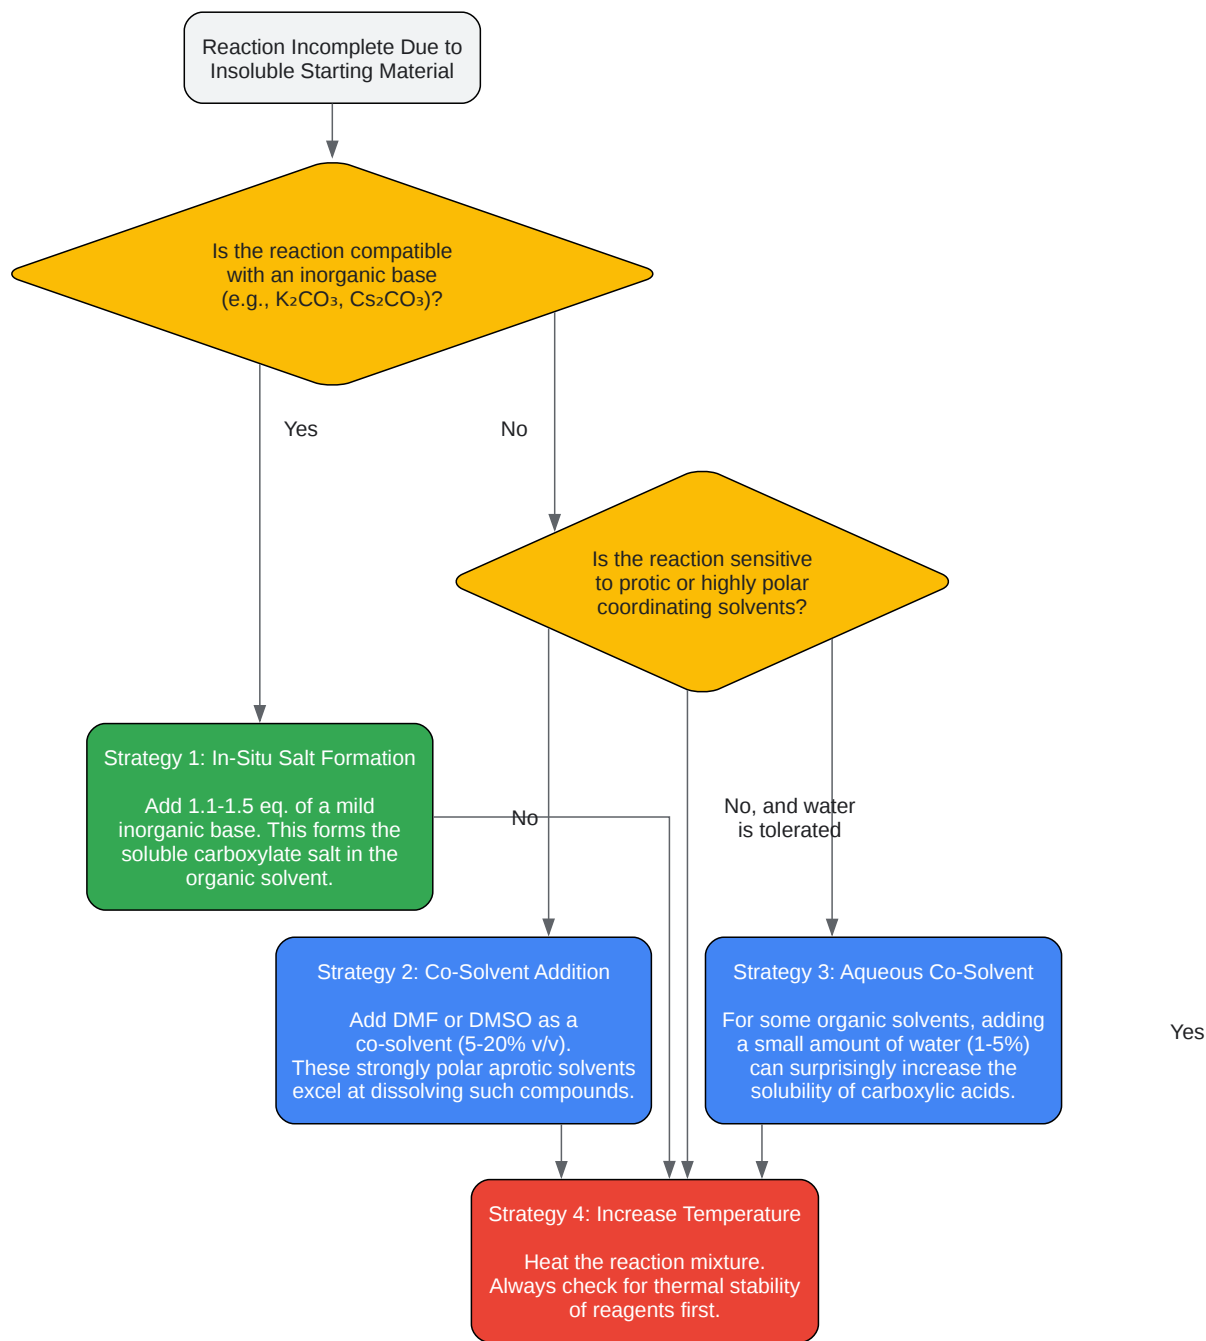 Reaction Incomplete Due to
Insoluble Starting Material
Is the reaction compatible
with an inorganic base
(e.g., K₂CO₃, Cs₂CO₃)?
Yes
No
Is the reaction sensitive
to protic or highly polar
coordinating solvents?
Strategy 1: In-Situ Salt Formation
Add 1.1-1.5 eq. of a mild
inorganic base. This forms the
soluble carboxylate salt in the
organic solvent.
No
No, and water
is tolerated
Strategy 2: Co-Solvent Addition
Add DMF or DMSO as a
co-solvent (5-20% v/v).
These strongly polar aprotic solvents
excel at dissolving such compounds.
Strategy 3: Aqueous Co-Solvent
For some organic solvents, adding
a small amount of water (1-5%)
can surprisingly increase the
solubility of carboxylic acids.
Yes
Strategy 4: Increase Temperature
Heat the reaction mixture.
Always check for thermal stability
of reagents first.